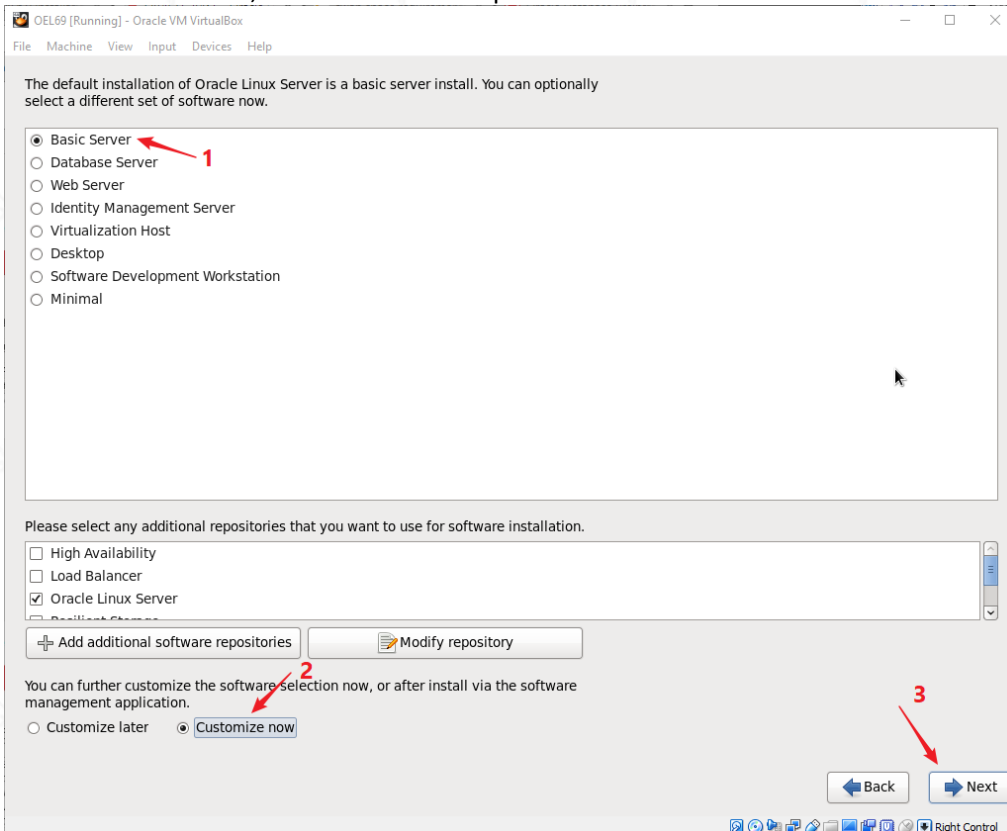 OEL69 [Running] - Oracle VM VirtualBox
File Machine View Input Devices Help
The default installation of Oracle Linux Server is a basic server install. You can optionally
select a different set of software now.
Basic Server
1
Database Server
Web Server
Identity Management Server
Virtualization Host
Desktop
Software Development Workstation
Minimal
Please select any additional repositories that you want to use for software installation.
High Availability
Load Balancer
Oracle Linux Server
Add additional software repositories Modify repository
2
You can further customize the software selection now, or after install via the software
management application.
3
Customize later Customize now
Back Next
Right Control